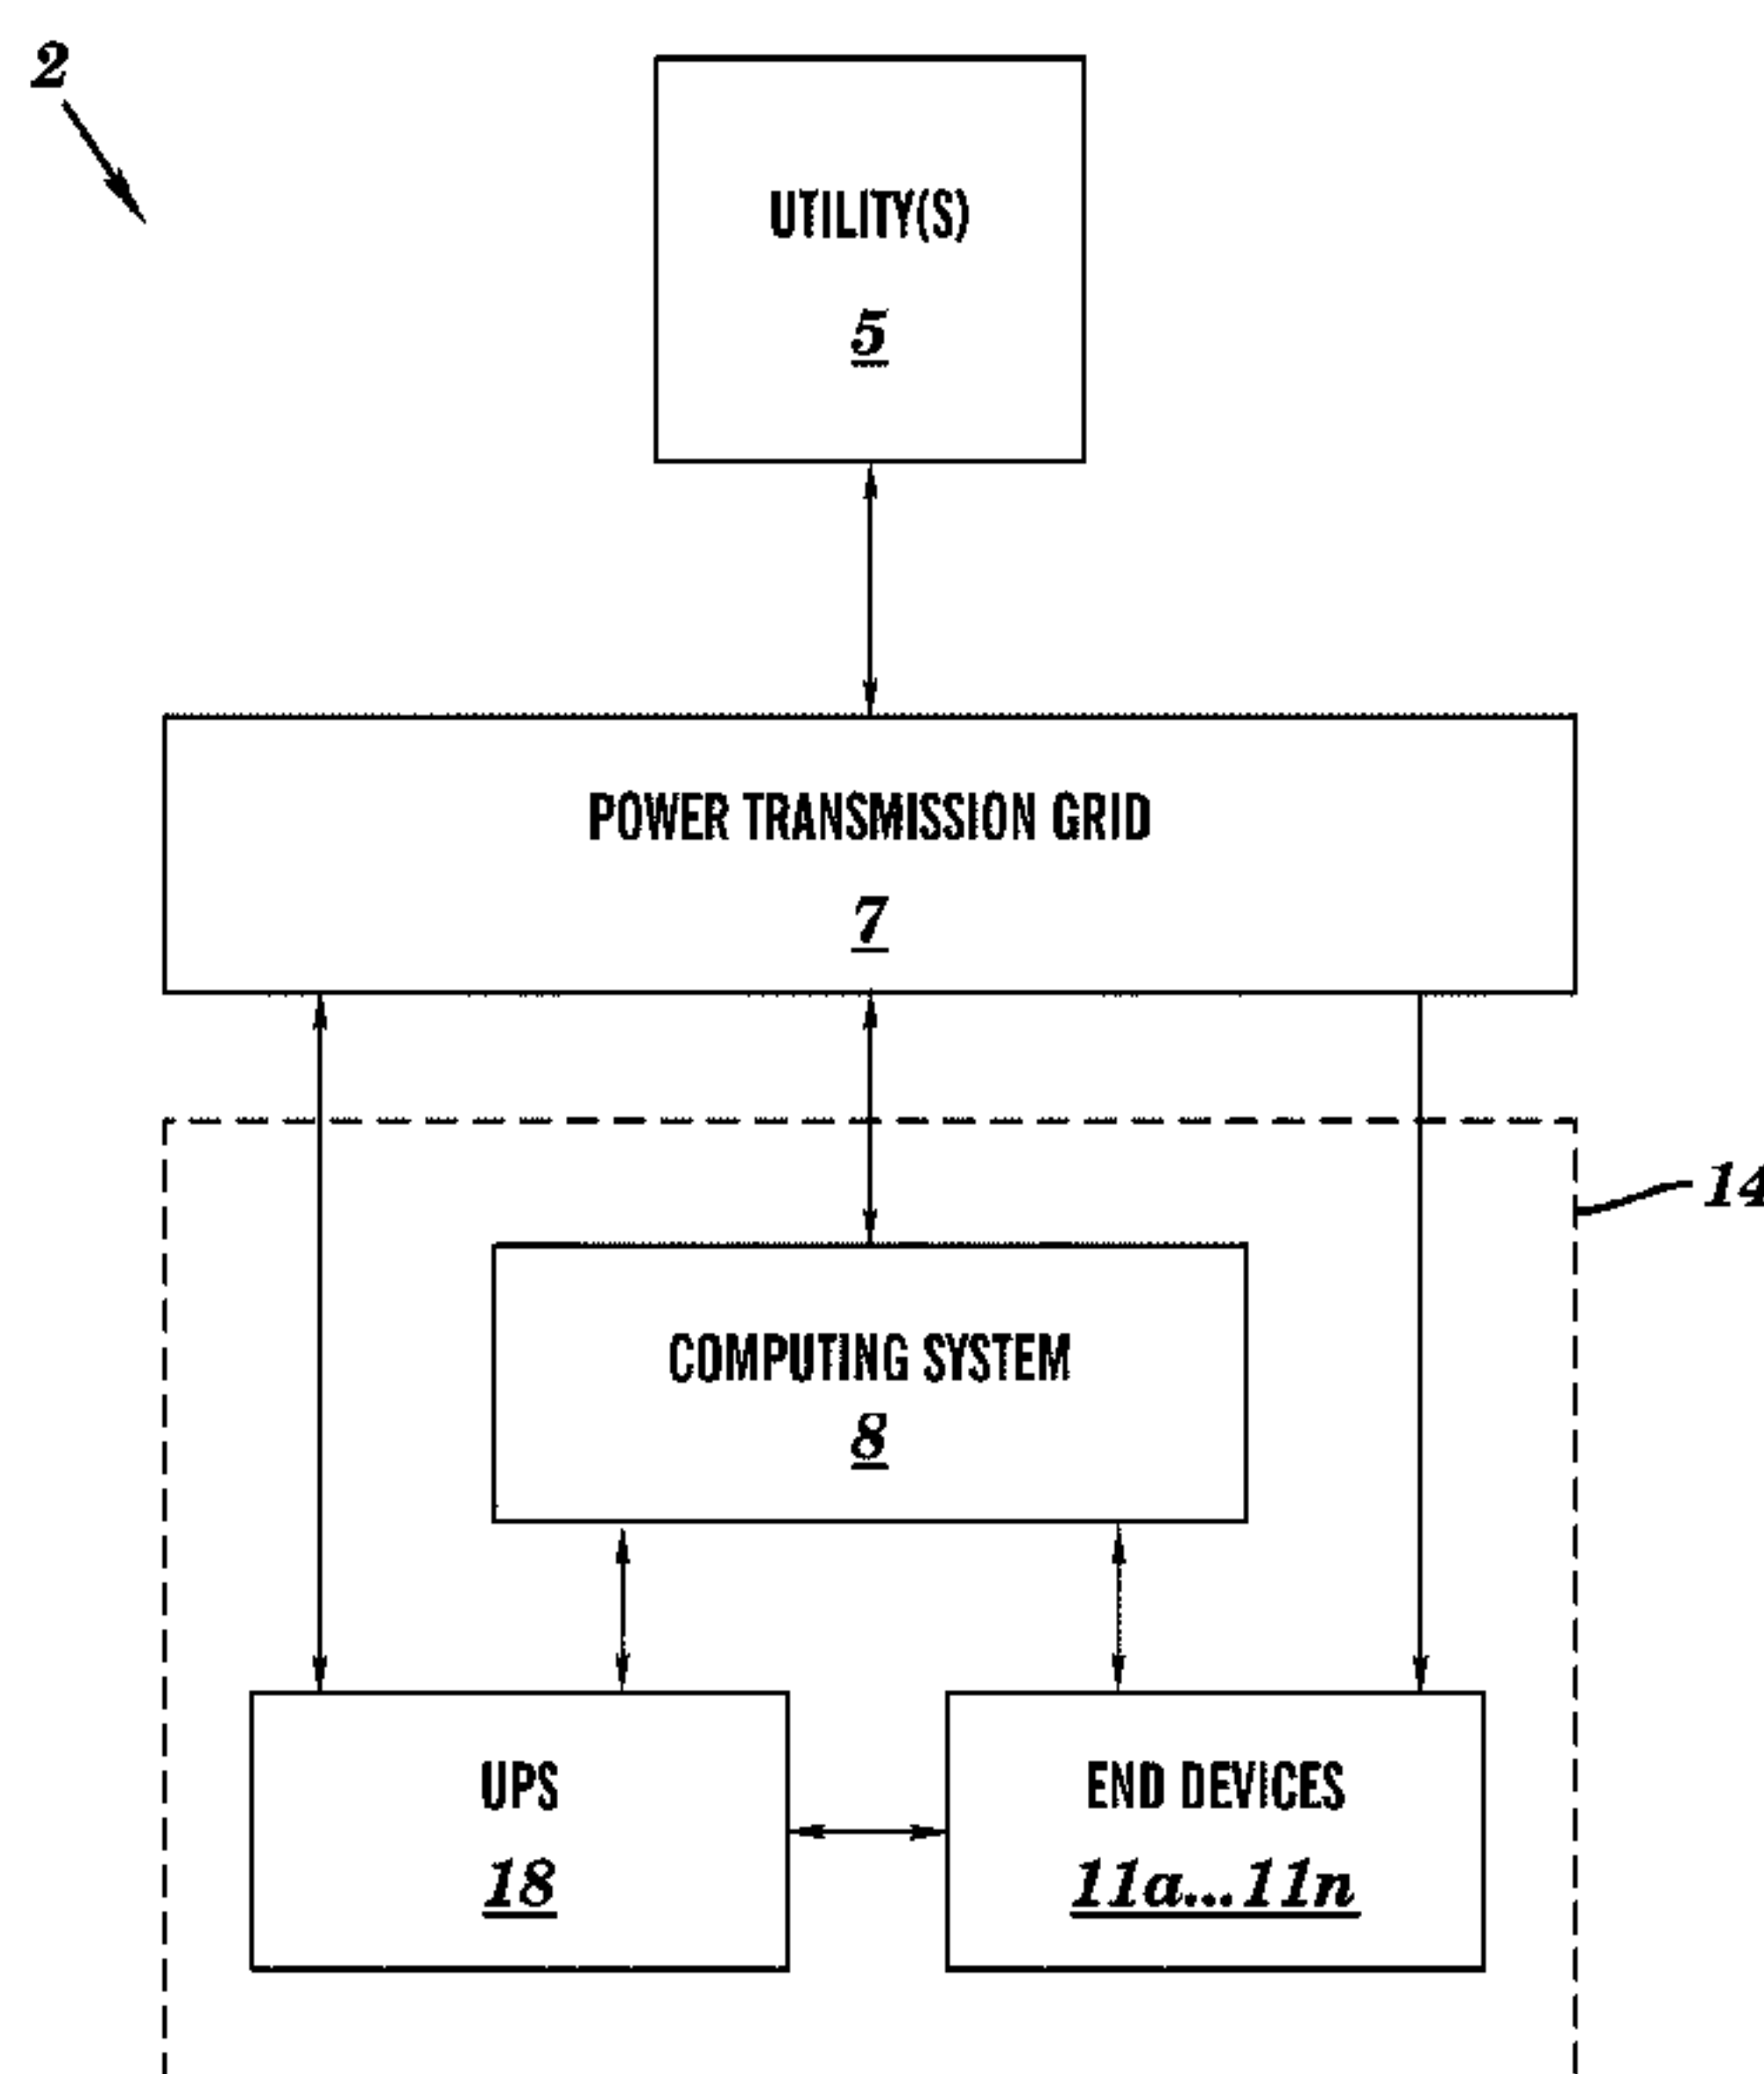 2
UTILITY(S)
5
POWER TRANSMISSION GRID
7
14
COMPUTING SYSTEM
8
UPS
18
END DEVICES
11a...11n